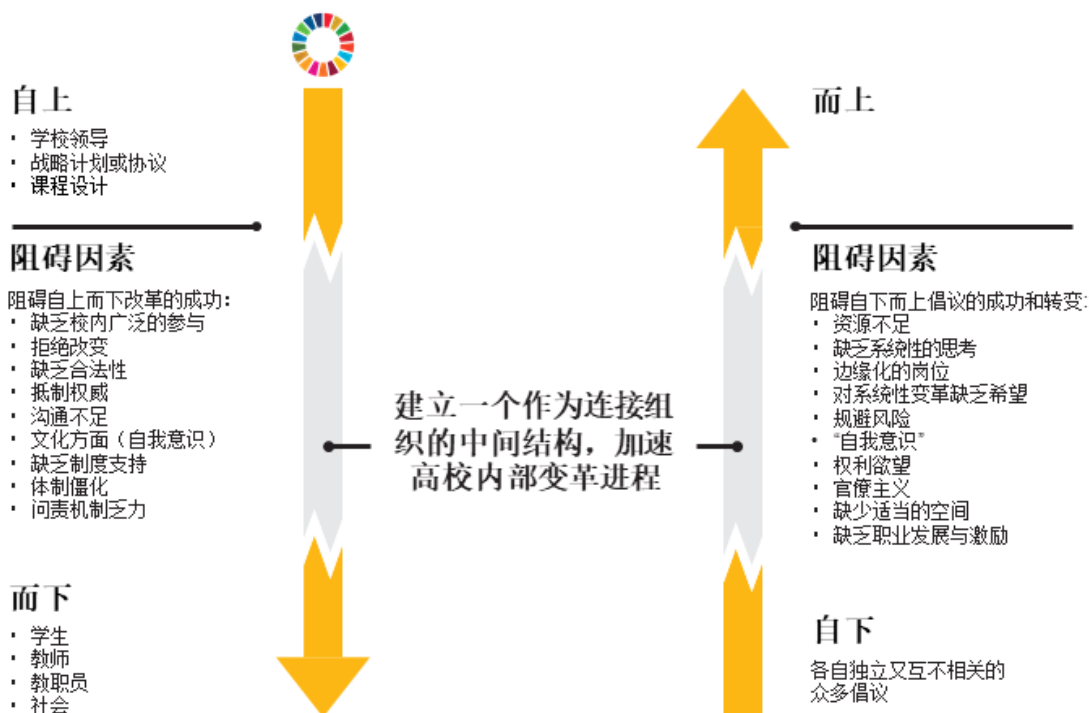 自上
· 学校领导
· 战略计划或协议
· 课程设计
阻碍因素
阻碍自上而下改革的成功：
· 缺乏校内广泛的参与
· 拒绝改变
· 缺乏合法性
· 抵制权威
· 沟通不足
· 文化方面（自我意识）
· 缺乏制度支持
· 体制僵化
· 问责机制乏力
而下
· 学生
· 教师
· 教职员
· 社会
建立一个作为连接组
织的中间结构，加速
高校内部变革进程
而上
阻碍因素
阻碍自下而上倡议的成功和转变：
· 资源不足
· 缺乏系统性的思考
· 边缘化的岗位
· 对系统性变革缺乏希望
· 规避风险
· “自我意识”
· 权利欲望
· 官僚主义
· 缺少适当的空间
· 缺乏职业发展与激励
自下
各自独立又互不相关的
众多倡议